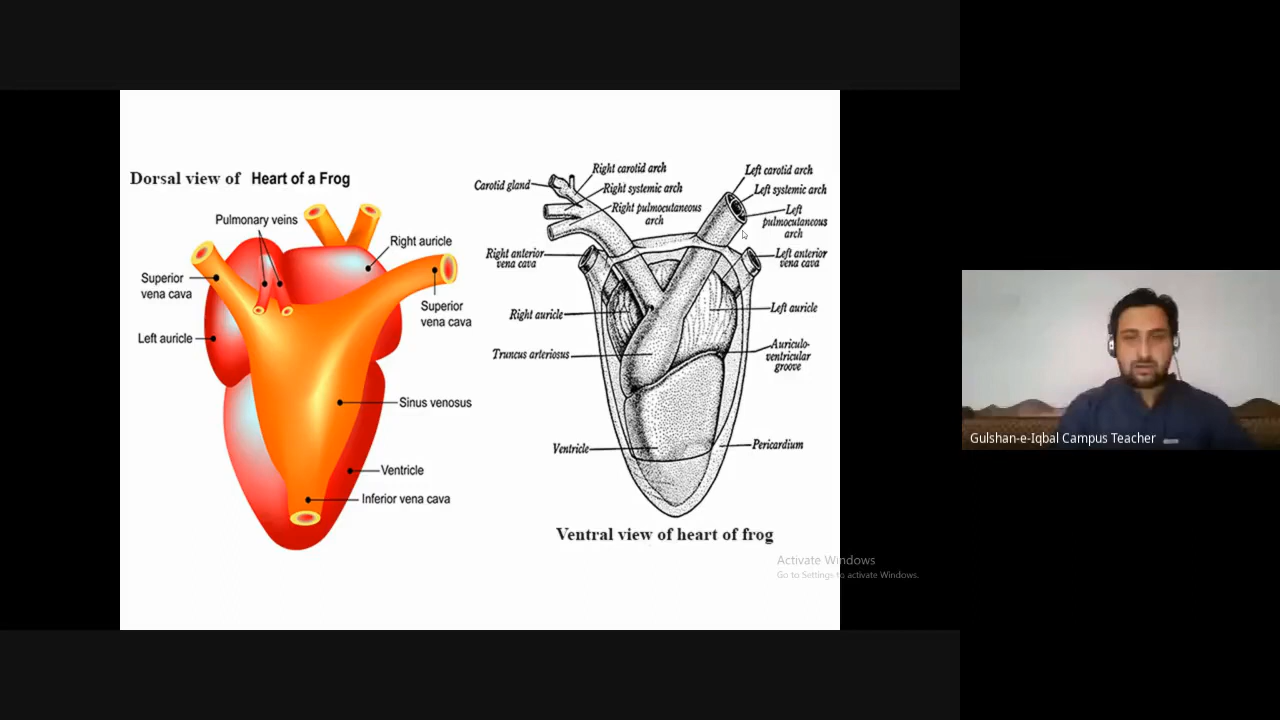 Dorsal view of Heart of a Frog
Pulmonary veins
Right auricle
Superior
vena cava
Superior
vena cava
Left auricle
Sinus venosus
Ventricle
Inferior vena cava
Right carotid arch
Carotid gland
Right systemic arch
Right pulmocutaneous
arch
Right anterior
vena cava
Right auricle
Truncus arteriosus
Ventricle
Left carotid arch
Left systemic arch
Left
pulmocutaneous
arch
Left anterior
vena cava
Left auricle
Auriculo-
ventricular
groove
Pericardium
Ventral view of heart of frog
Activate Windows
Go to Settings to activate Windows.
Gulshan-e-Iqbal Campus Teacher